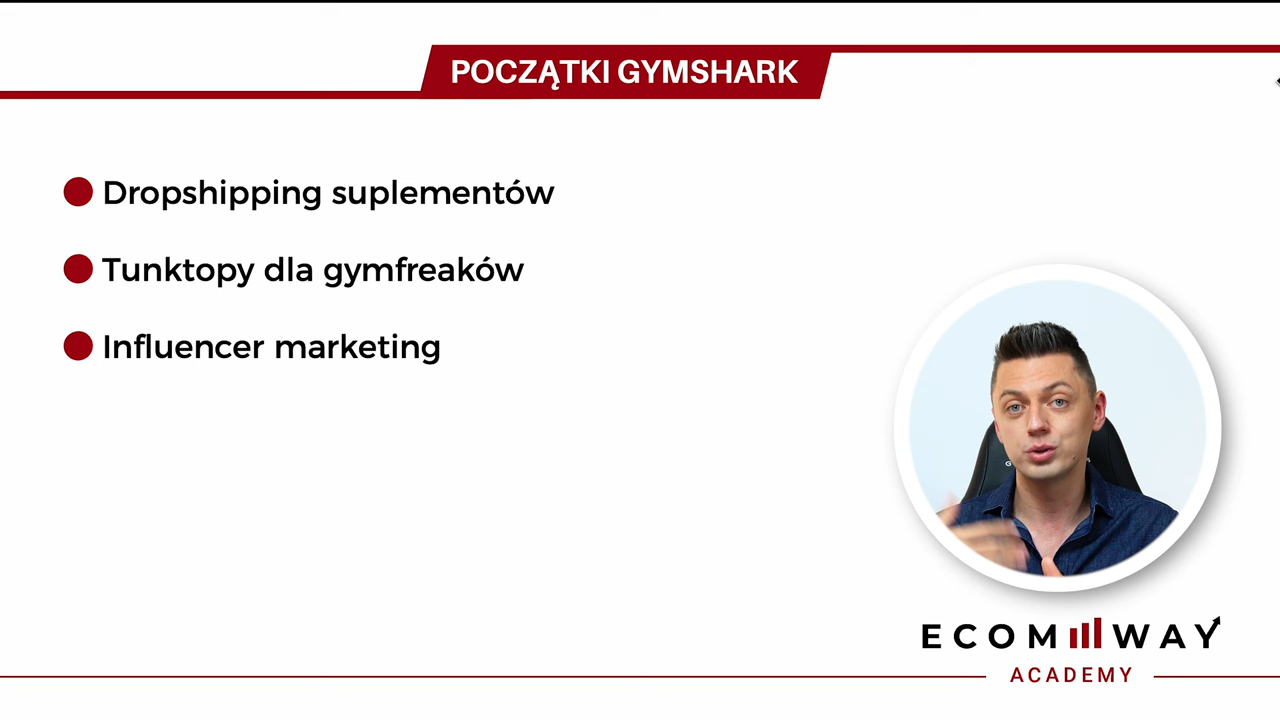 POCZĄTKI GYMSHARK
Dropshipping suplementów
Tunktopy dla gymfreaków
Influencer marketing
ECOM WAY
ACADEMY